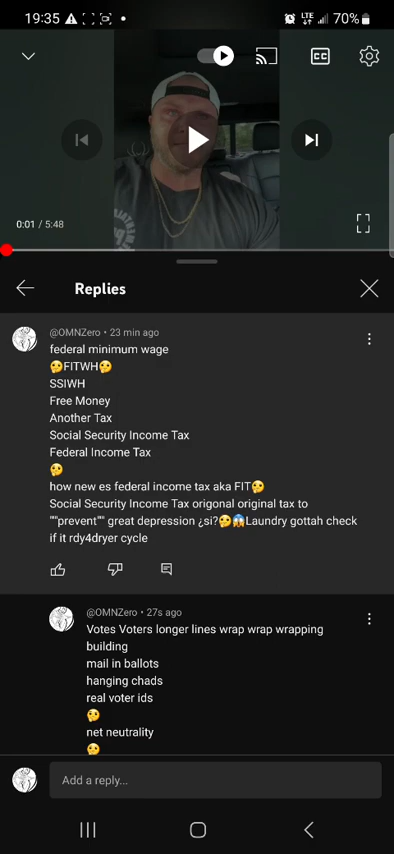 19:35
LTE
70%
CC
0:01 / 5:48
Replies
@OMNZero • 23 min ago
federal minimum wage
🤔FITWH🤔
SSIWH
Free Money
Another Tax
Social Security Income Tax
Federal Income Tax
🤔
how new es federal income tax aka FIT🤔
Social Security Income Tax origonal original tax to
""prevent"" great depression ¿si?🤔😱Laundry gottah check
if it rdy4dryer cycle
@OMNZero • 27s ago
Votes Voters longer lines wrap wrap wrapping
building
mail in ballots
hanging chads
real voter ids
🤔
net neutrality
🤔
Add a reply...